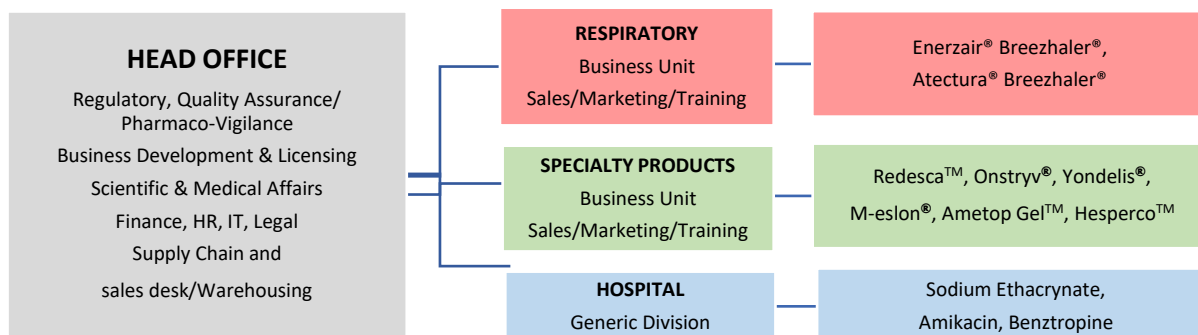 HEAD OFFICE
Regulatory, Quality Assurance/
Pharmaco-Vigilance
Business Development & Licensing
Scientific & Medical Affairs
Finance, HR, IT, Legal
Supply Chain and
sales desk/Warehousing
RESPIRATORY
Business Unit
Sales/Marketing/Training
Enerzair® Breezhaler®,
Atectura® Breezhaler®
SPECIALTY PRODUCTS
Business Unit
Sales/Marketing/Training
Redesca™, Onstryv®, Yondelis®,
M-eslon®, Ametop Gel™, Hesperco™
HOSPITAL
Generic Division
Sodium Ethacrynate,
Amikacin, Benztropine